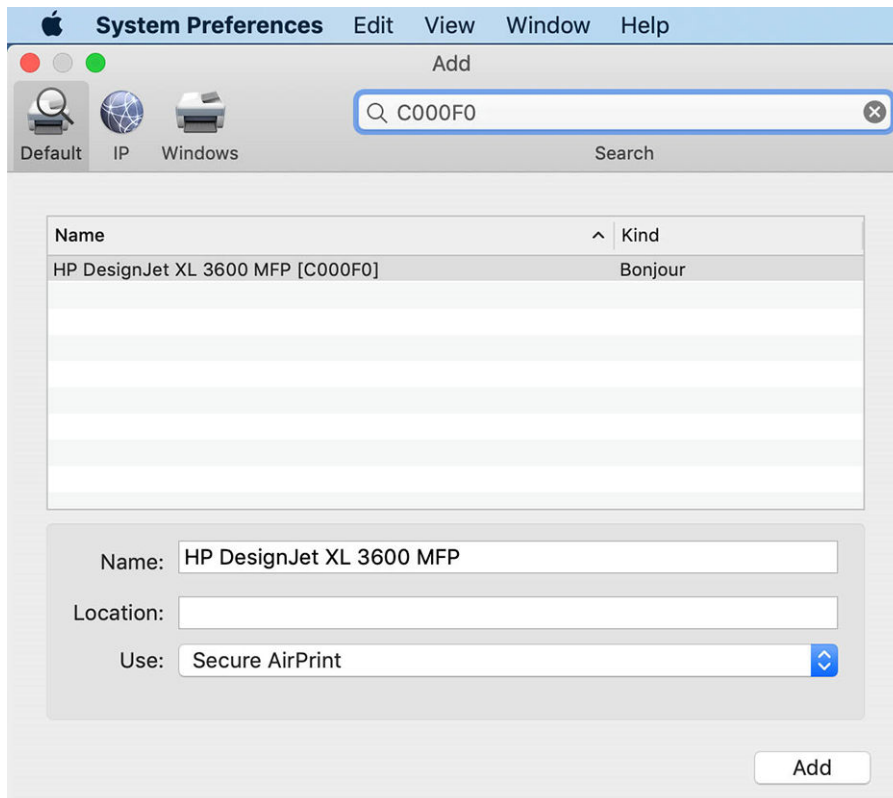 System Preferences Edit View Window Help
Add
C000F0
Default IP Windows Search
Name Kind
HP DesignJet XL 3600 MFP [C000F0] Bonjour
Name: HP DesignJet XL 3600 MFP
Location:
Use: Secure AirPrint
Add